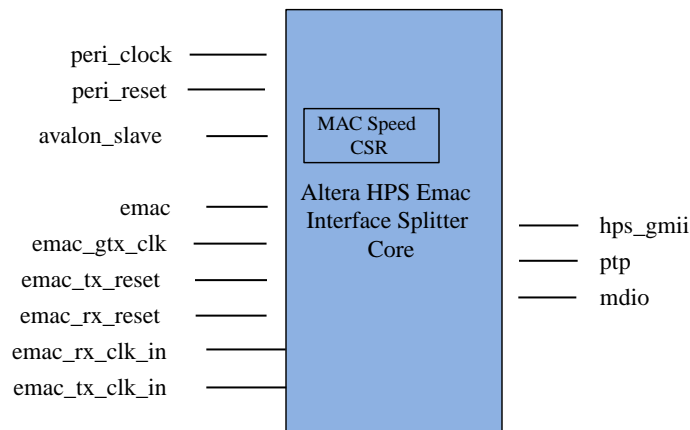 peri_clock
peri_reset
avalon_slave
MAC Speed
CSR
Altera HPS Emac
Interface Splitter
Core
emac
emac_gtx_clk
emac_tx_reset
emac_rx_reset
emac_rx_clk_in
emac_tx_clk_in
hps_gmii
ptp
mdio